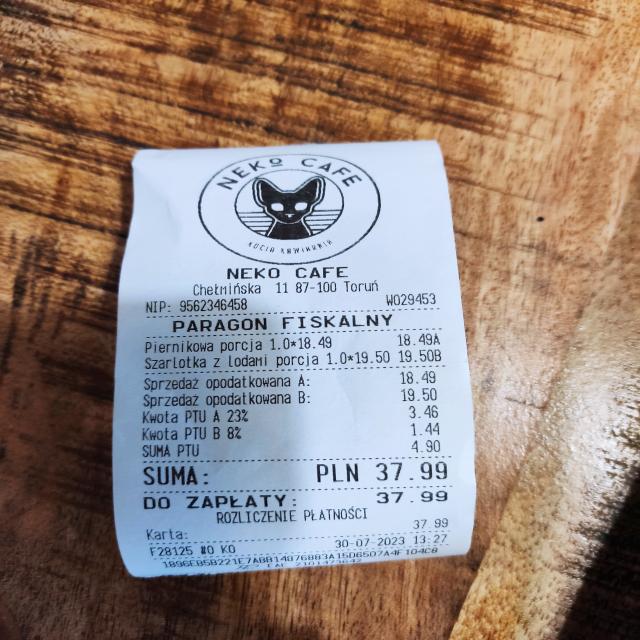 NEKO CAFE
KOCIA KAWIARNIA
NEKO CAFE
Chełmińska 11 87-100 Toruń
NIP: 9562346458 W029453
PARAGON FISKALNY
Piernikowa porcja 1.0*18.49 18.49A
Szarlotka z lodami porcja 1.0*19.50 19.50B
Sprzedaż opodatkowana A: 18.49
Sprzedaż opodatkowana B: 19.50
Kwota PTU A 23% 3.46
Kwota PTU B 8% 1.44
SUMA PTU 4.90
SUMA: PLN 37.99
DO ZAPŁATY: 37.99
ROZLICZENIE PŁATNOŚCI
Karta: 37.99
F28125 #0 KO 30-07-2023 13:27